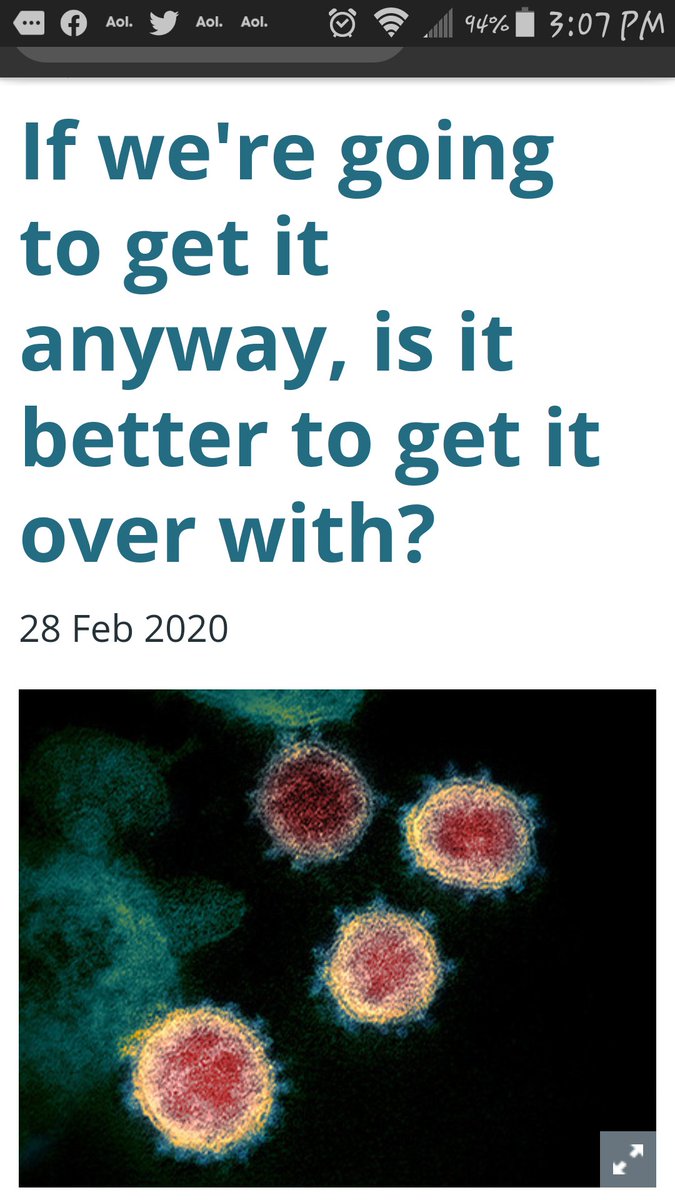 Aol. Aol. Aol. 94% 3:07 PM
If we're going
to get it
anyway, is it
better to get it
over with?
28 Feb 2020